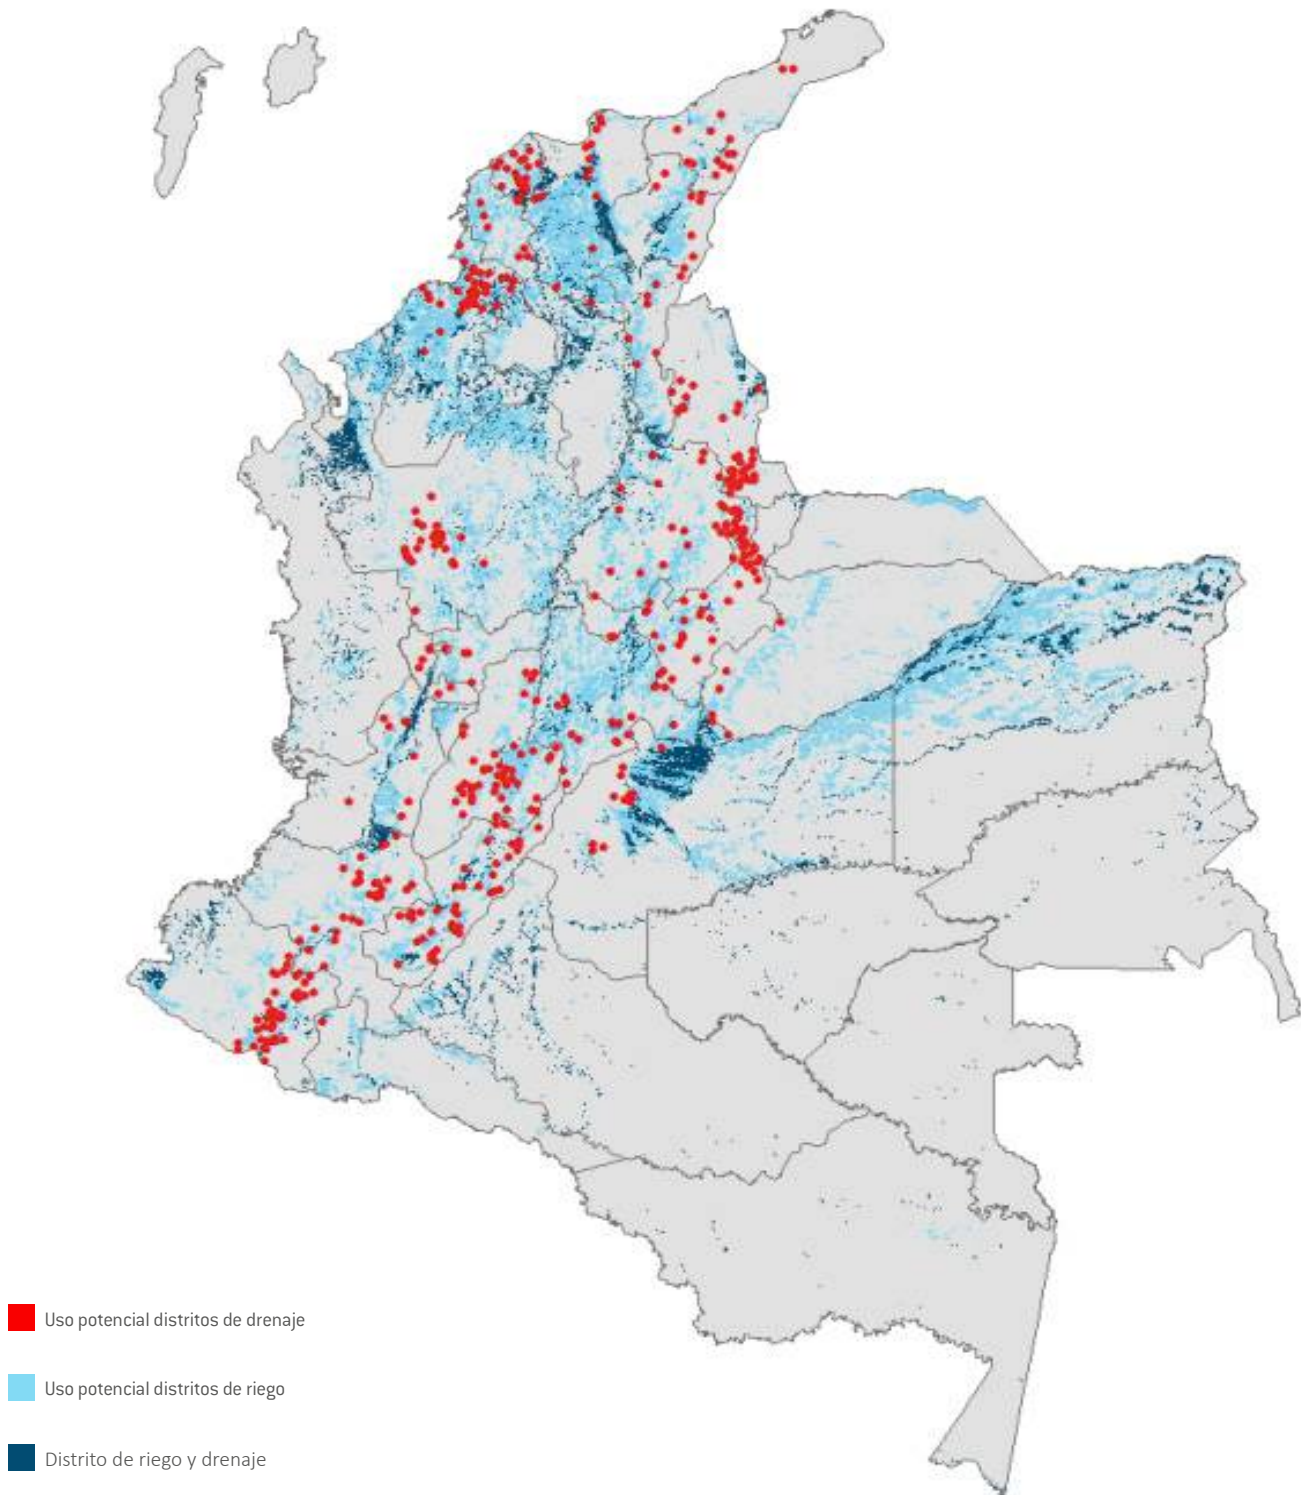 Uso potencial distritos de drenaje
Uso potencial distritos de riego
Distrito de riego y drenaje